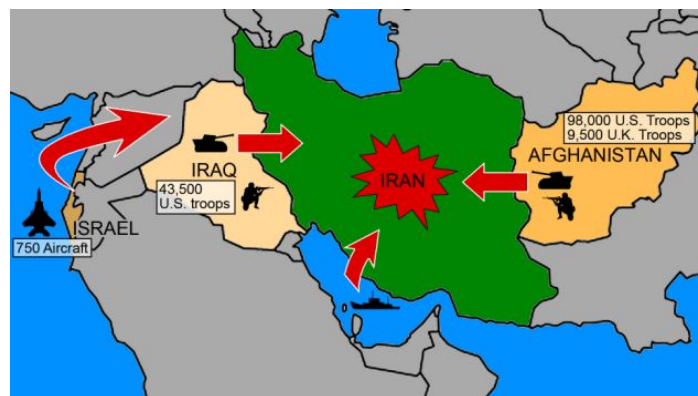 98,000 U.S. Troops
9,500 U.K. Troops
AFGHANISTAN
IRAQ
IRAN
43,500
U.S. troops
ISRAEL
750 Aircraft